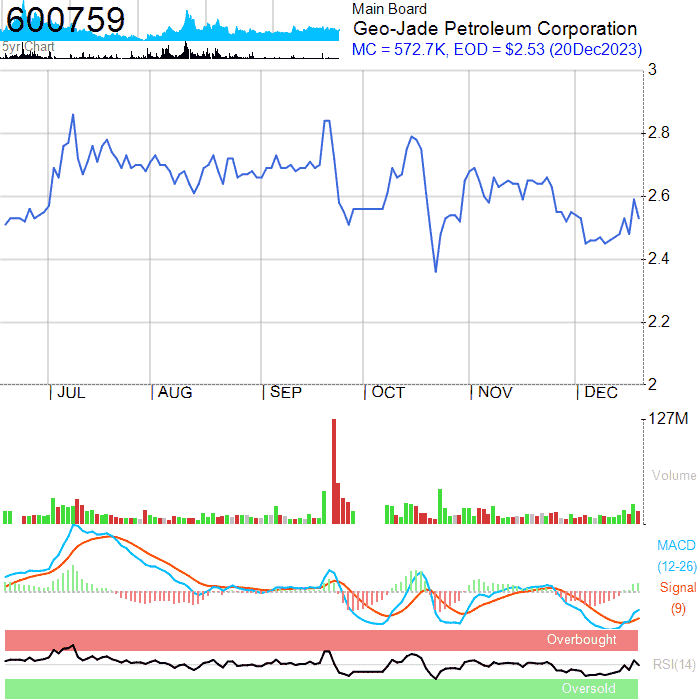 600759
5yr Chart
Main Board
Geo-Jade Petroleum Corporation
MC = 572.7K, EOD = $2.53 (20Dec2023)
3
2.8
2.6
2.4
2.2
2
JUL AUG SEP OCT NOV DEC
127M
Volume
MACD
(12-26)
Signal
(9)
Overbought
RSI(14)
Oversold